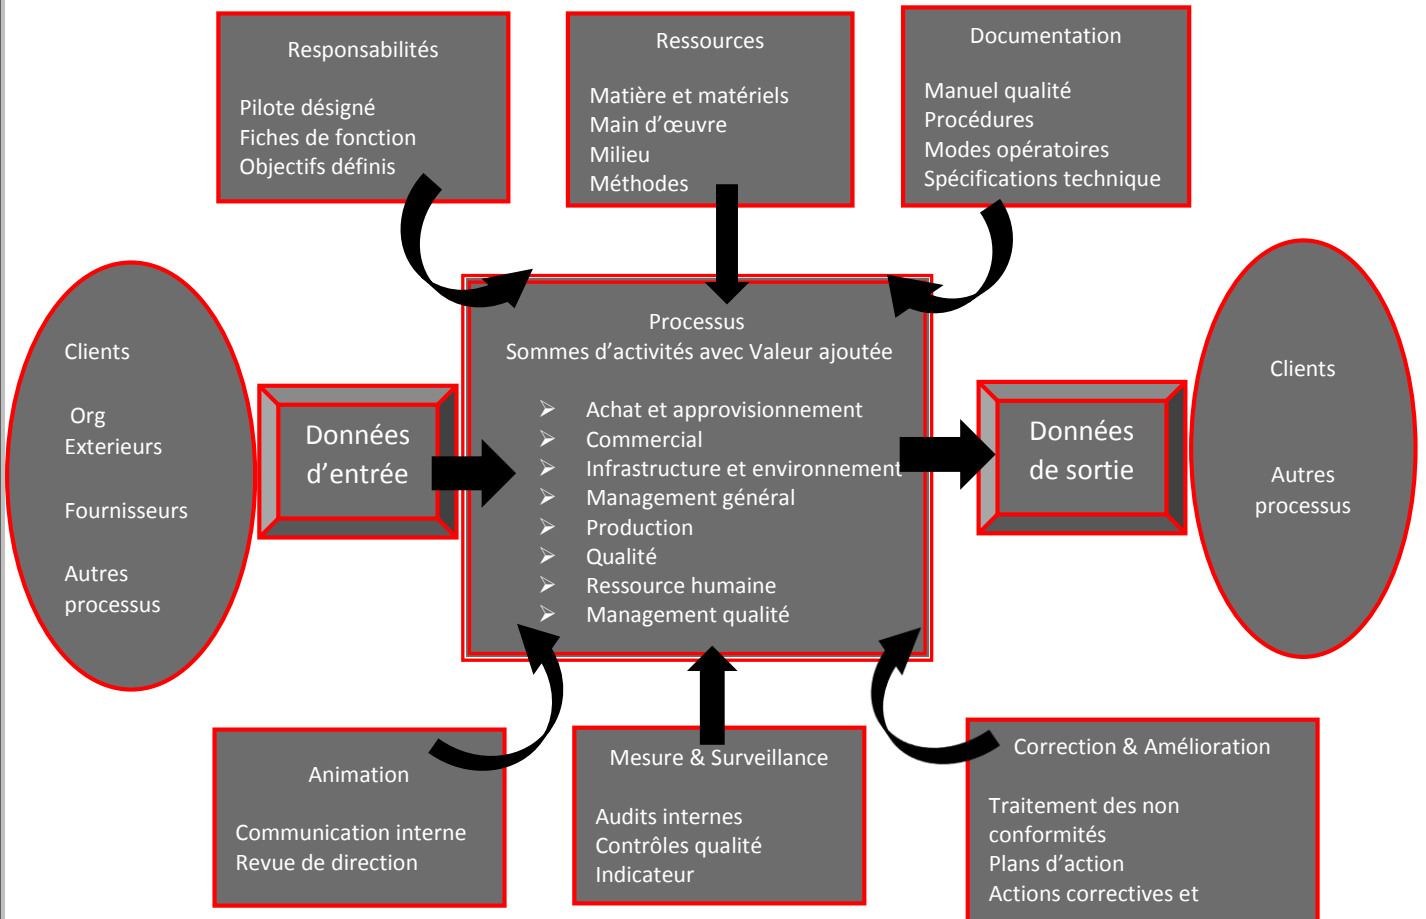 Responsabilités
Pilote désigné
Fiches de fonction
Objectifs définis
Ressources
Matière et matériels
Main d’œuvre
Milieu
Méthodes
Documentation
Manuel qualité
Procédures
Modes opératoires
Spécifications technique
Clients
Org
Exterieurs
Fournisseurs
Autres
processus
Données
d’entrée
Processus
Sommes d’activités avec Valeur ajoutée
➢ Achat et approvisionnement
➢ Commercial
➢ Infrastructure et environnement
➢ Management général
➢ Production
➢ Qualité
➢ Ressource humaine
➢ Management qualité
Données
de sortie
Clients
Autres
processus
Animation
Communication interne
Revue de direction
Mesure & Surveillance
Audits internes
Contrôles qualité
Indicateur
Correction & Amélioration
Traitement des non
conformités
Plans d’action
Actions correctives et